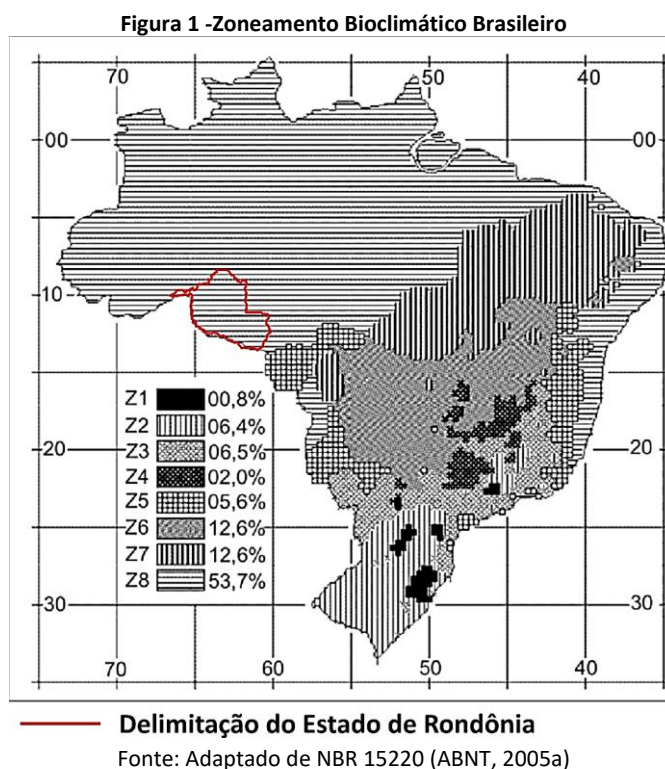 Figura 1 -Zoneamento Bioclimático Brasileiro
70 50 40
00 00
10
Z1 00,8%
Z2 06,4%
Z3 06,5%
Z4 02,0%
Z5 05,6%
Z6 12,6%
Z7 12,6%
Z8 53,7%
20 20
30 30
70 60 50 40
Delimitação do Estado de Rondônia
Fonte: Adaptado de NBR 15220 (ABNT, 2005a)